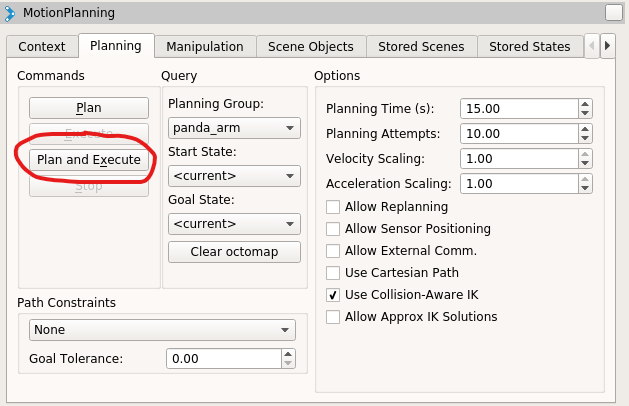 MotionPlanning
Context Planning Manipulation Scene Objects Stored Scenes Stored States
Commands
Plan
Execute
Plan and Execute
Stop
Query
Planning Group:
panda_arm
Start State:
<current>
Goal State:
<current>
Clear octomap
Options
Planning Time (s): 15.00
Planning Attempts: 10.00
Velocity Scaling: 1.00
Acceleration Scaling: 1.00
Allow Replanning
Allow Sensor Positioning
Allow External Comm.
Use Cartesian Path
Use Collision-Aware IK
Allow Approx IK Solutions
Path Constraints
None
Goal Tolerance: 0.00